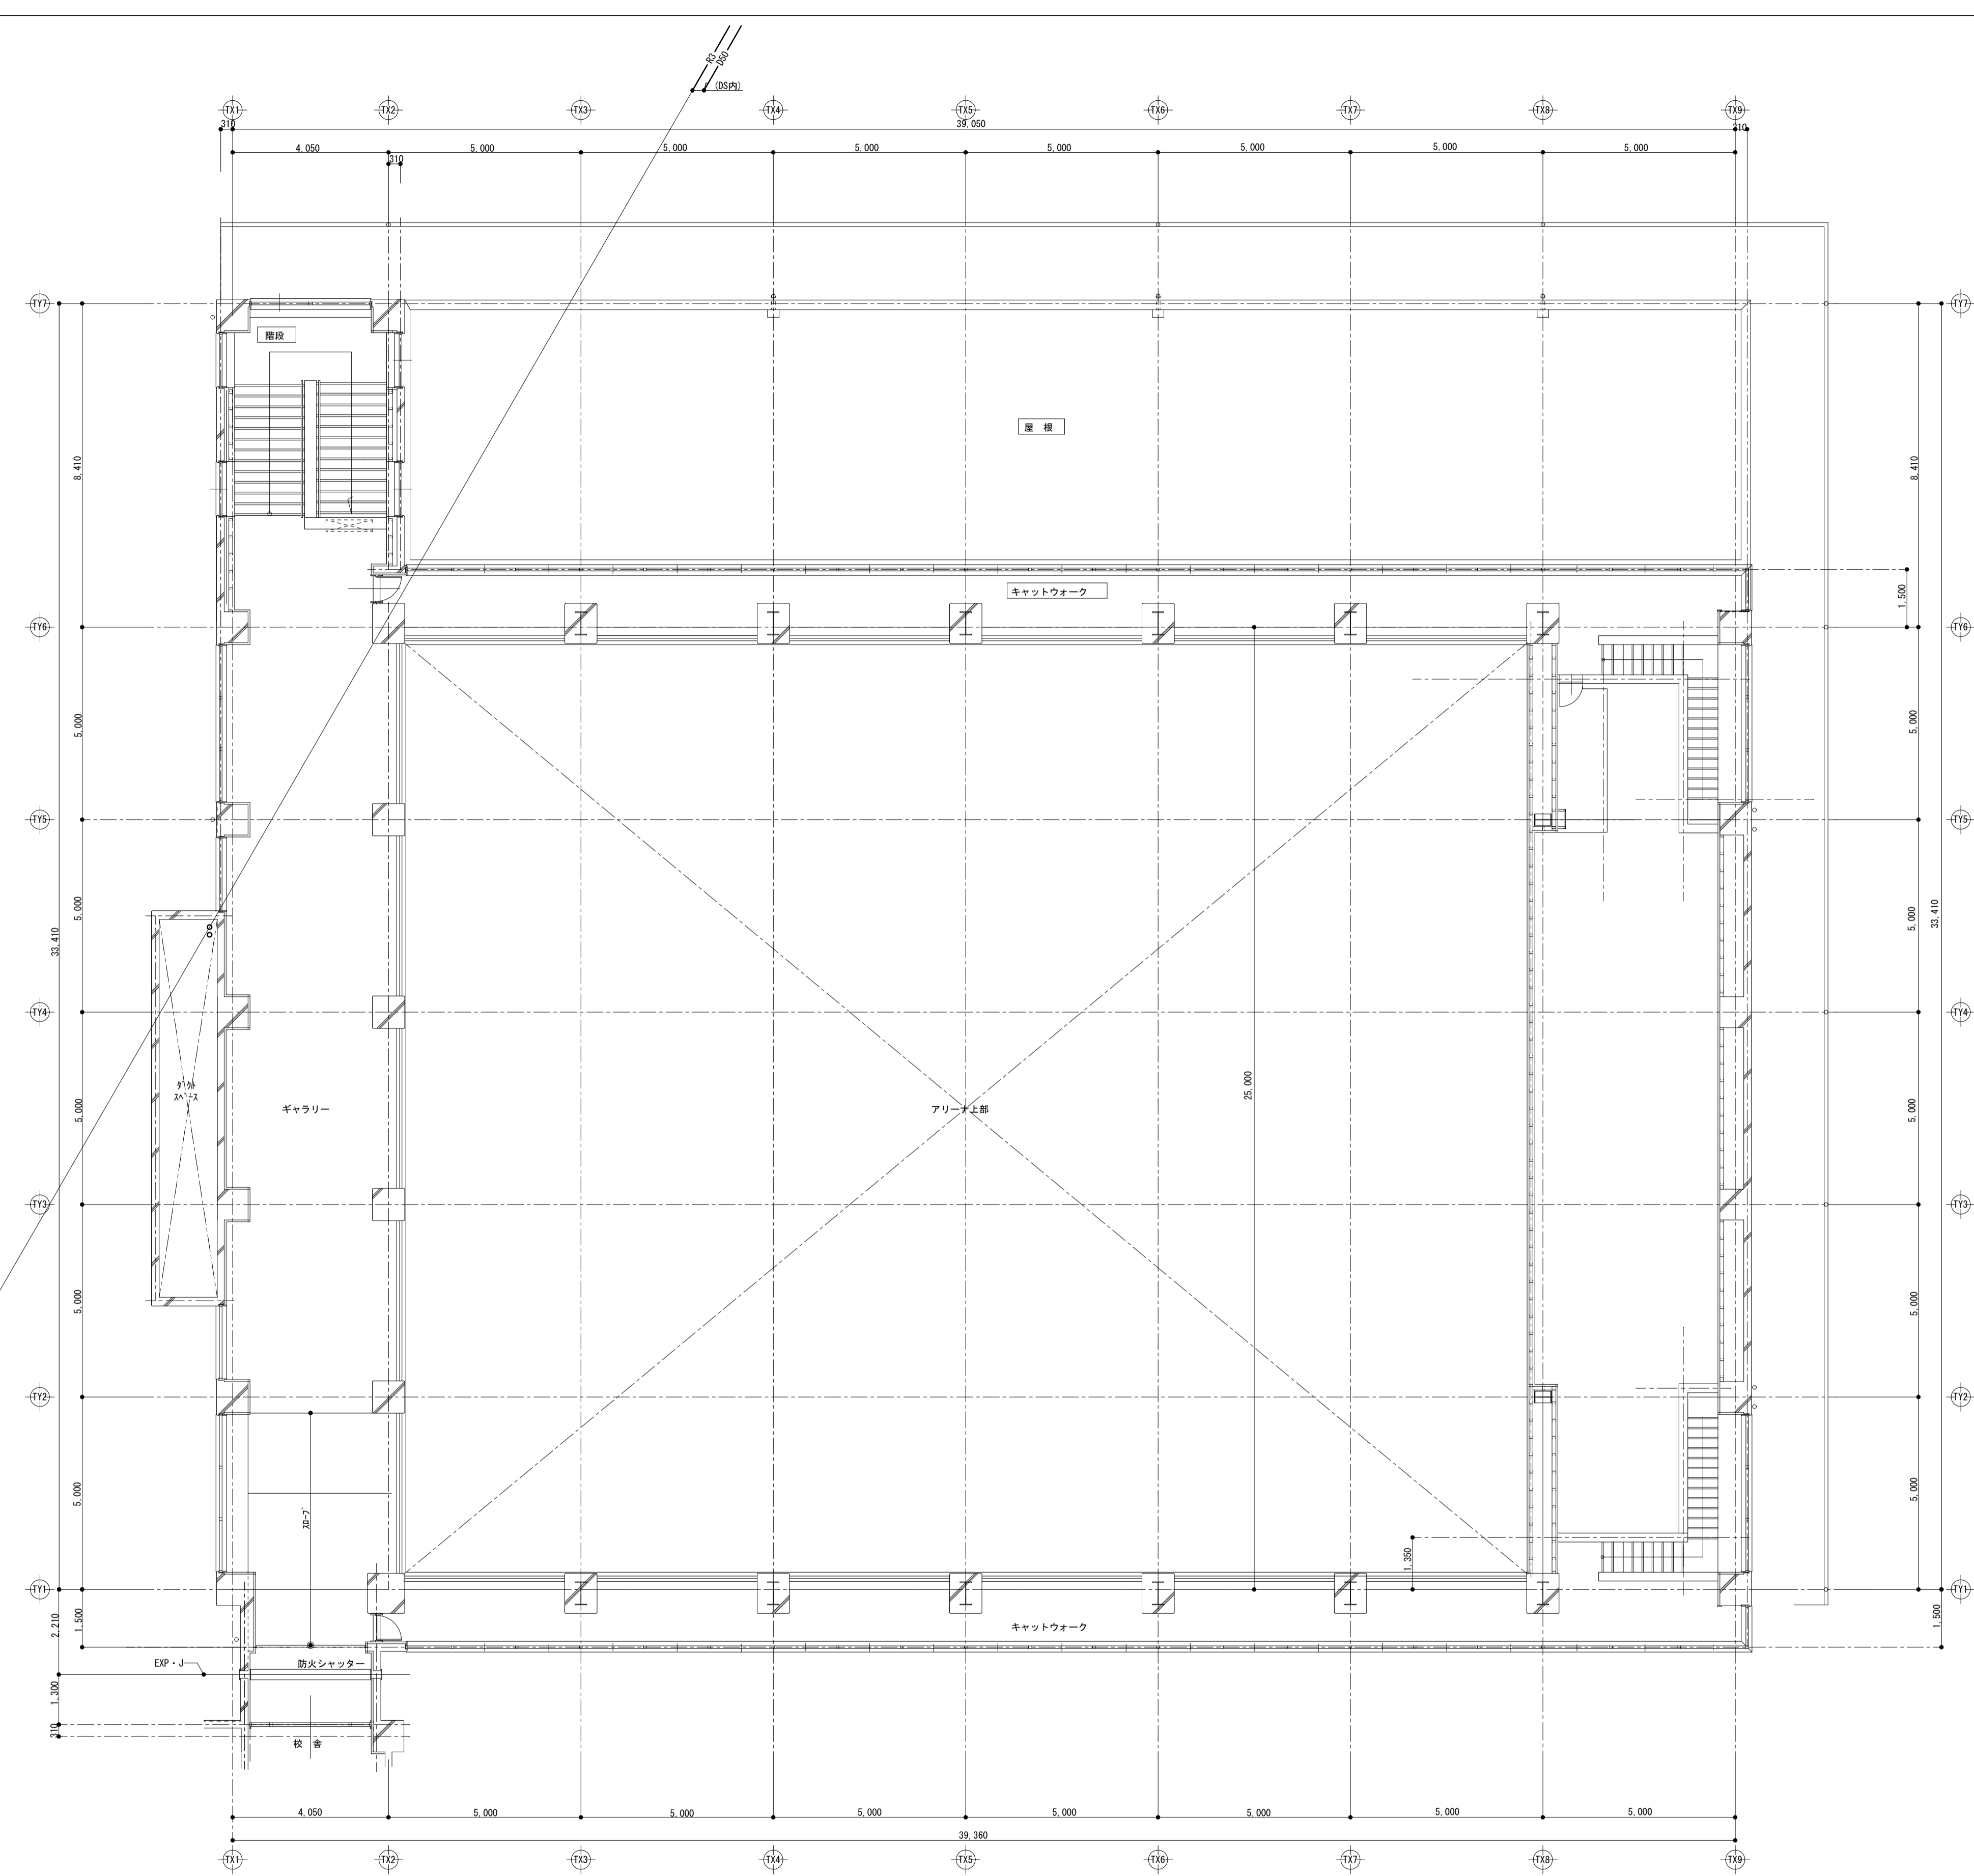 R3
D50
(DS内)
TX1 TX2 TX3 TX4 TX5 TX6 TX7 TX8 TX9
310 39,050 310
4,050 5,000 5,000 5,000 5,000 5,000 5,000 5,000
310
TY7 TY7
階段
屋 根
8,410 8,410
キャットウォーク
1,500
TY6 TY6
5,000 5,000
TY5 TY5
5,000 5,000
33,410 33,410
TY4 TY4
ダクト
スペース
ギャラリー
アリーナ上部
25,000
5,000 5,000
TY3 TY3
5,000 5,000
TY2 TY2
スロープ
5,000 5,000
1,350
TY1 TY1
2,210 1,500 1,500
キャットウォーク
EXP・J
防火シャッター
1,300
310
校 舎
4,050 5,000 5,000 5,000 5,000 5,000 5,000 5,000
39,360
TX1 TX2 TX3 TX4 TX5 TX6 TX7 TX8 TX9